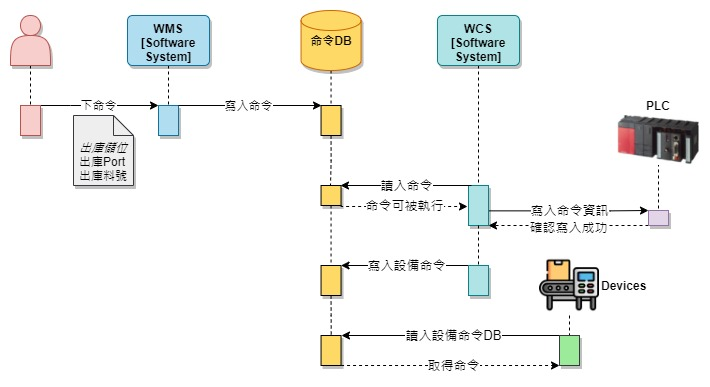 WMS
[Software
System]
命令DB
WCS
[Software
System]
PLC
下命令
寫入命令
出庫儲位
出庫Port
出庫料號
讀入命令
命令可被執行
寫入命令資訊
確認寫入成功
寫入設備命令
Devices
讀入設備命令DB
取得命令